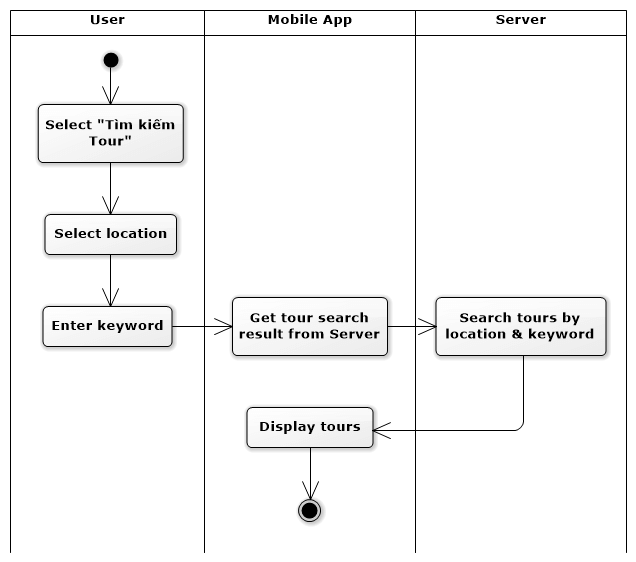 User
Mobile App
Server
Select "Tìm kiếm
Tour"
Select location
Enter keyword
Get tour search
result from Server
Search tours by
location & keyword
Display tours